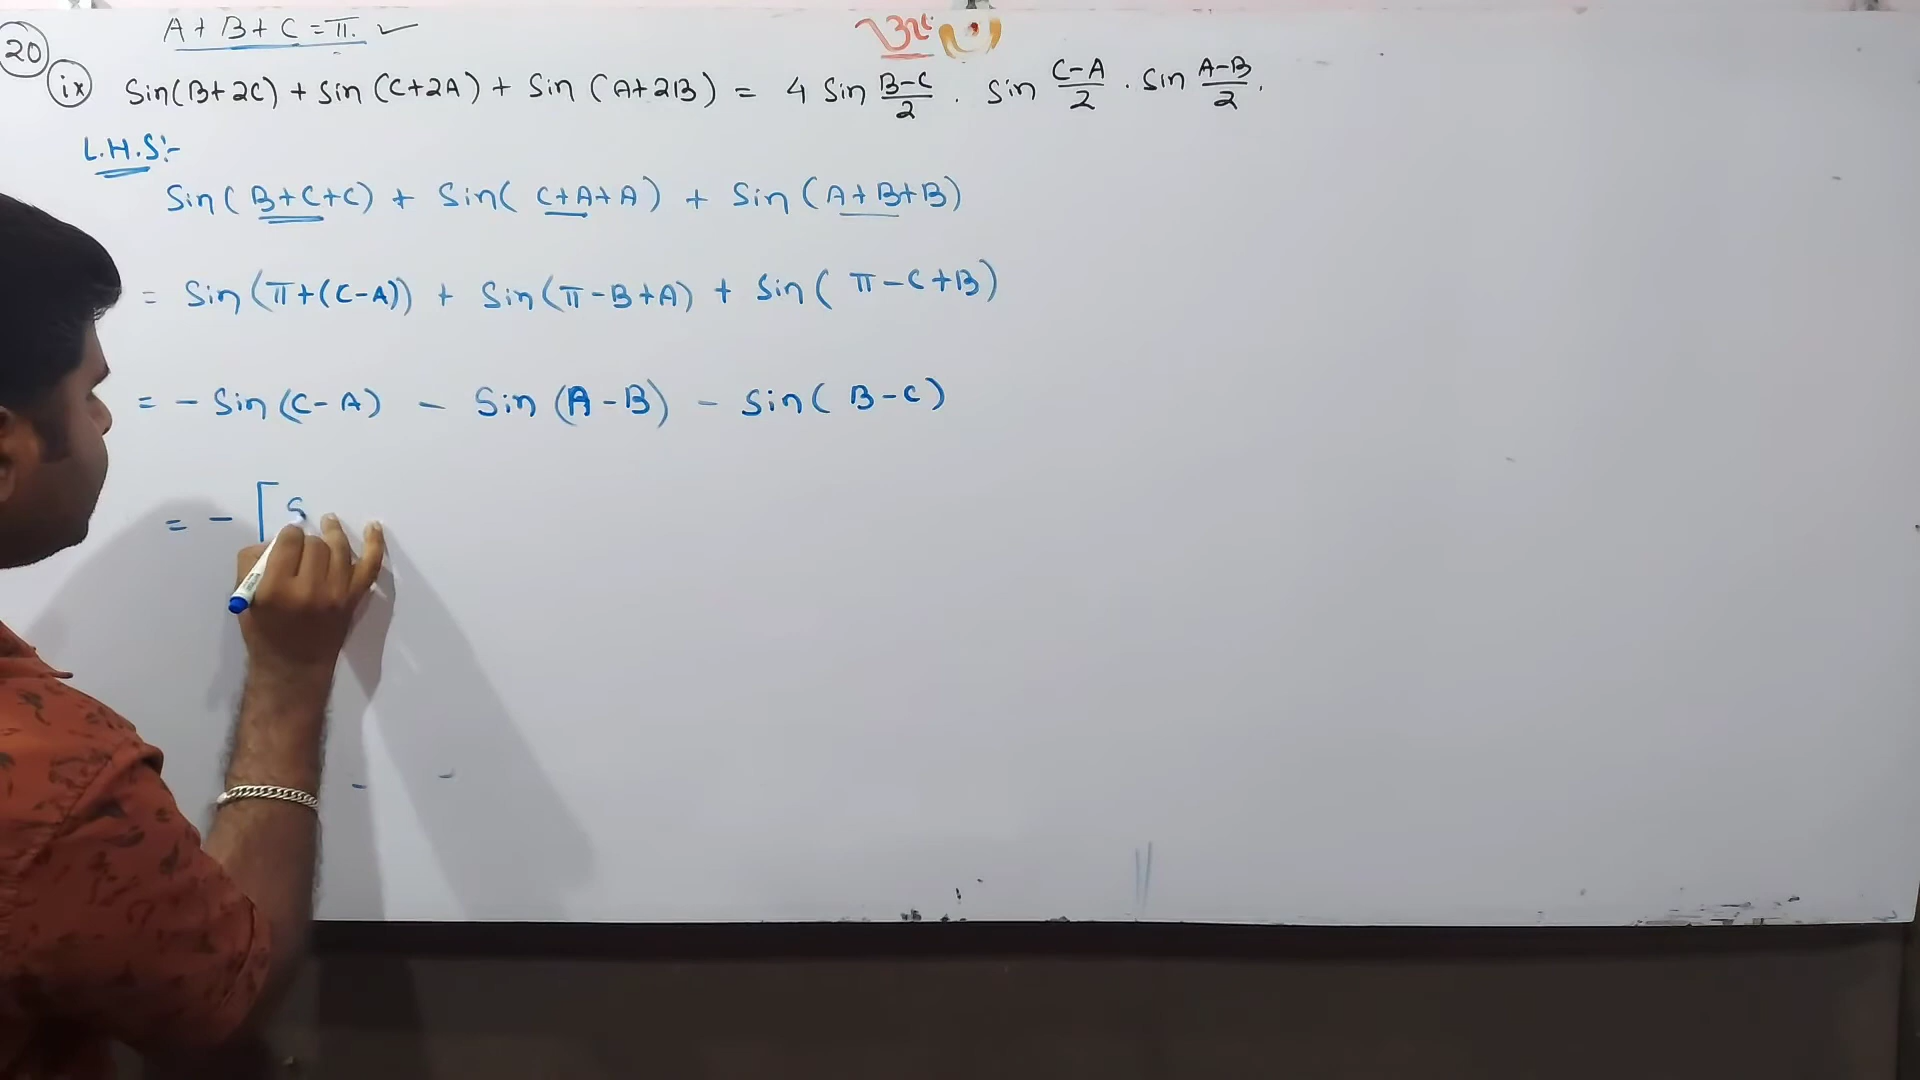 A + B + C = π. ✓
20
ix Sin(B+2C) + Sin (C+2A) + Sin (A+2B) = 4 Sin (B-C)/2 . Sin (C-A)/2 . Sin (A-B)/2 .
L.H.S:-
Sin( B+C+C) + Sin( C+A+A) + Sin (A+B+B)
= Sin(π+(C-A)) + Sin(π-B+A) + Sin( π-C+B)
= - Sin (C-A) - Sin (A-B) - Sin( B-C)
= - [ S